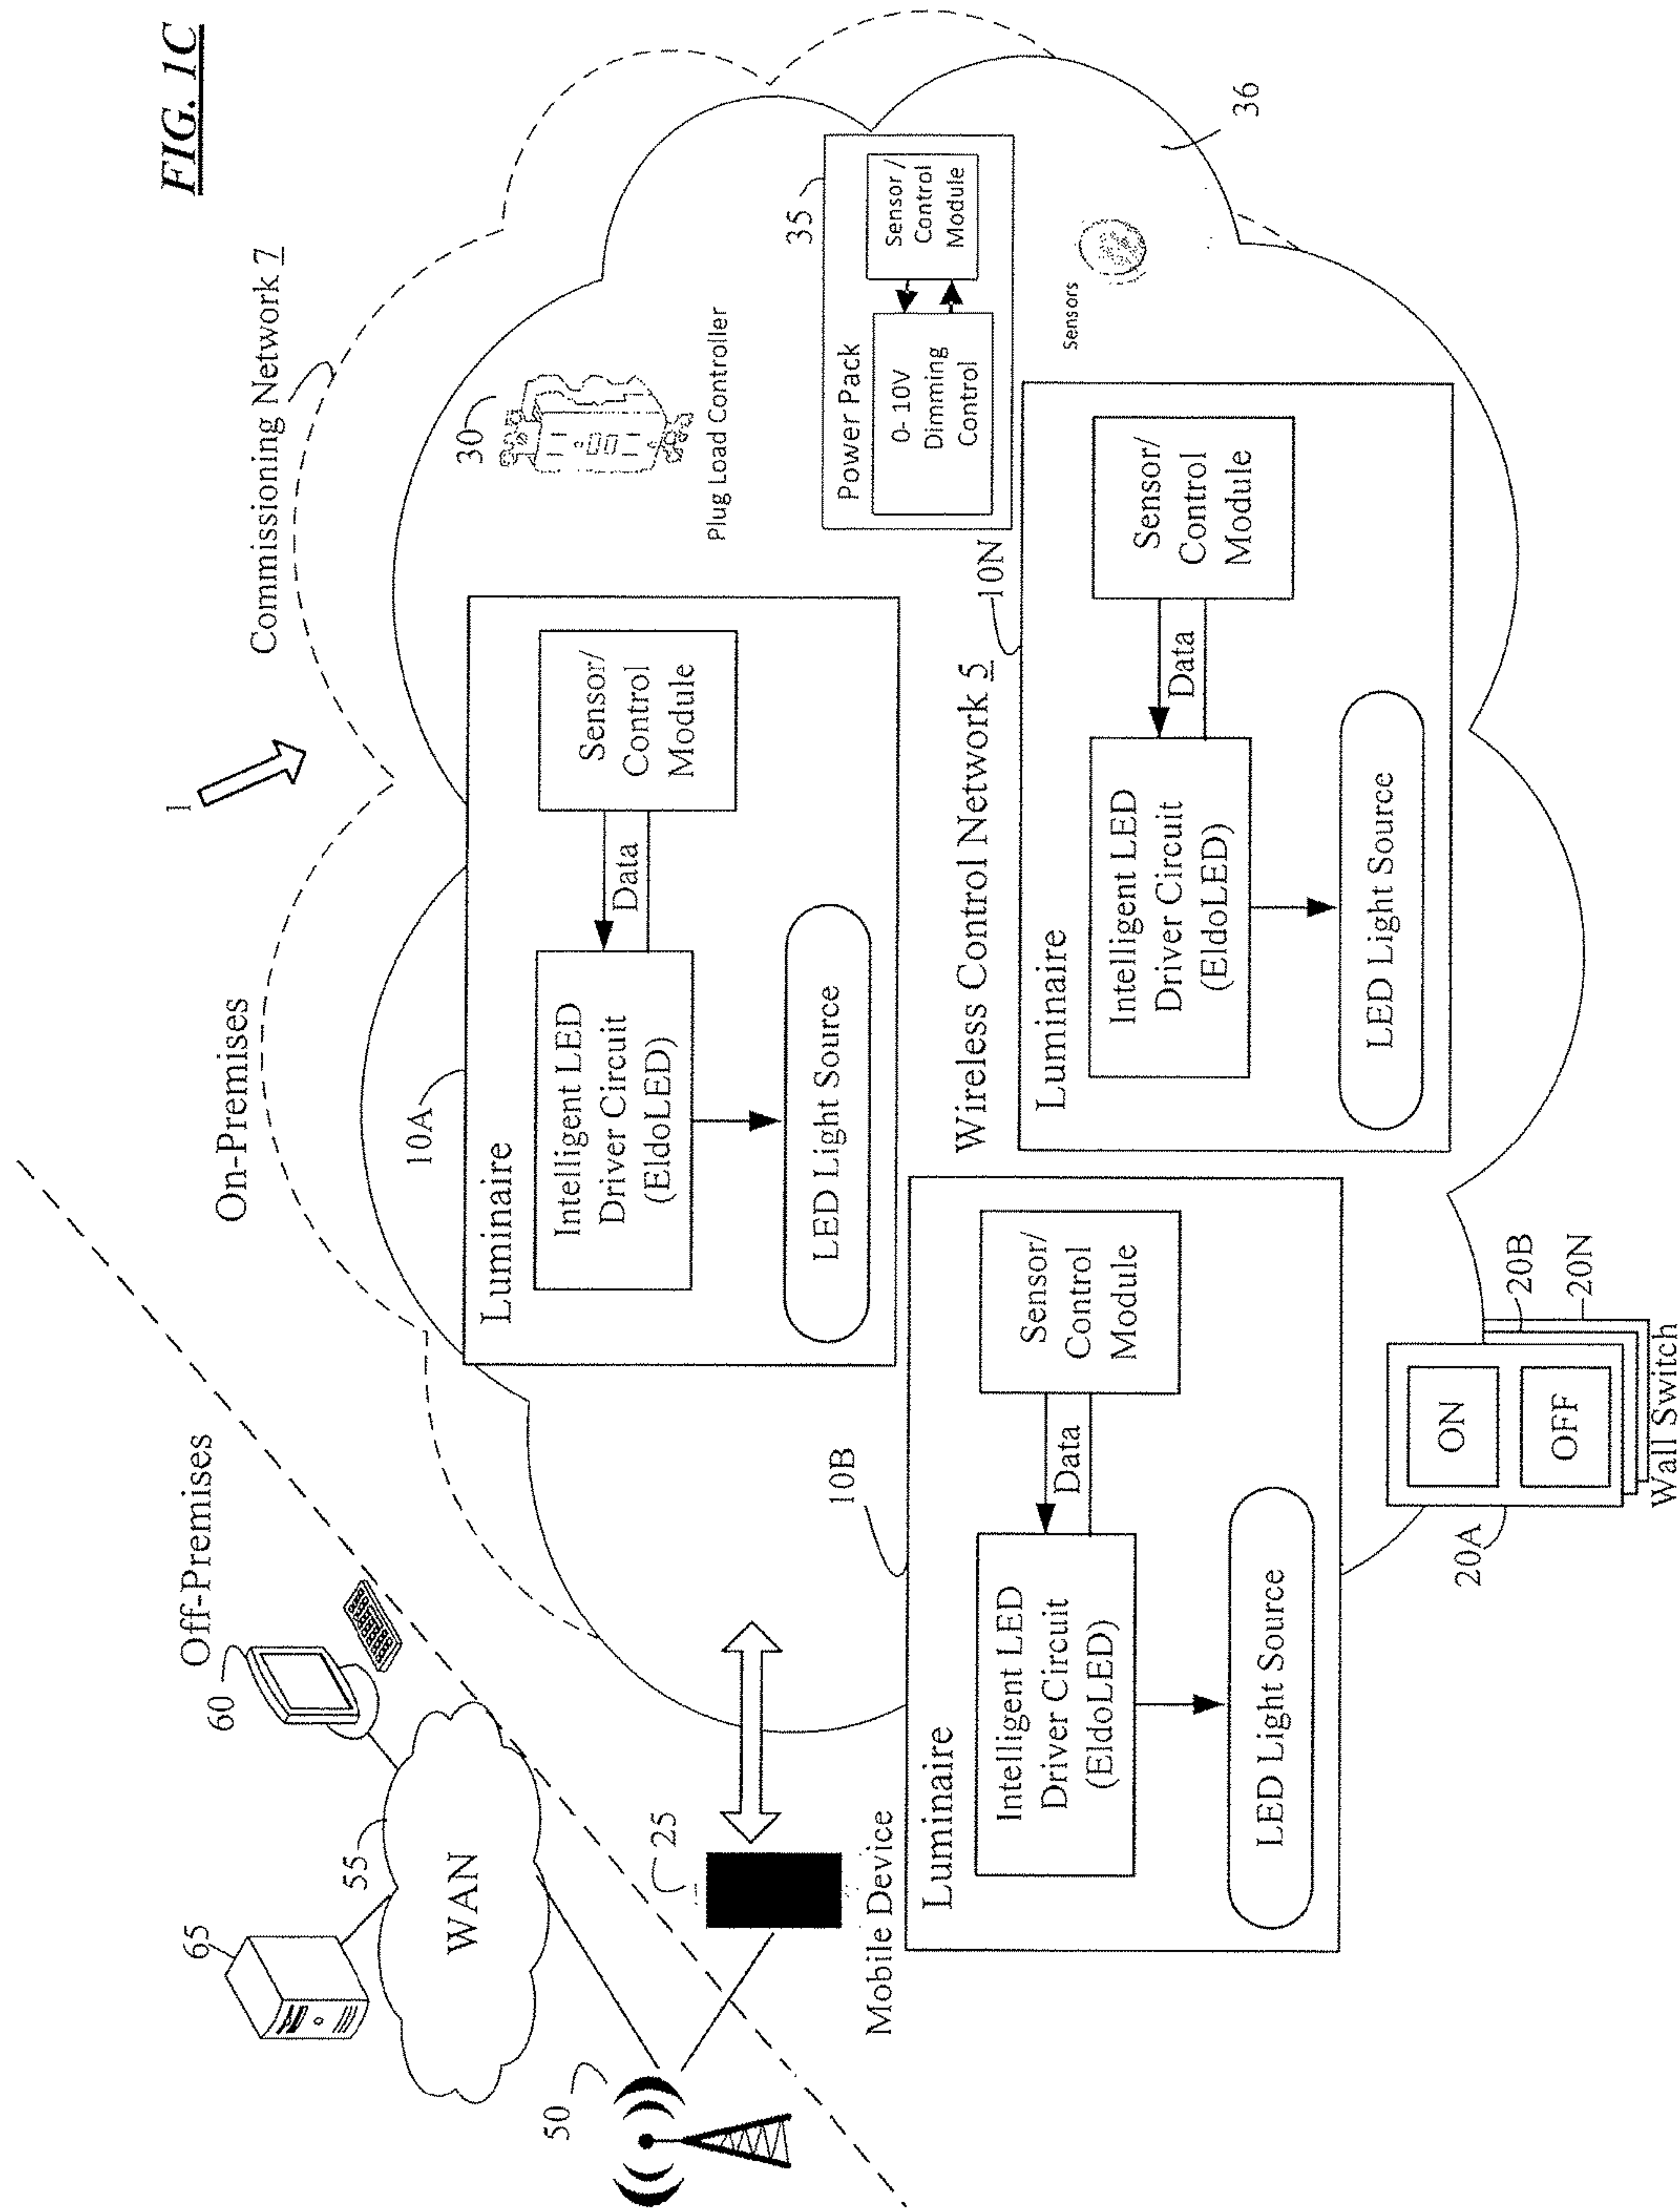 FIG. 1C
1
Commissioning Network 7
On-Premises
Off-Premises
65
60
55
WAN
50
25
Mobile Device
10A
Luminaire
Intelligent LED
Driver Circuit
(EldoLED)
Data
Sensor/
Control
Module
LED Light Source
30
Plug Load Controller
35
Power Pack
0- 10V
Dimming
Control
Sensor /
Control
Module
36
Sensors
Wireless Control Network 5
10B
Luminaire
Intelligent LED
Driver Circuit
(EldoLED)
Data
Sensor/
Control
Module
LED Light Source
10N
Luminaire
Intelligent LED
Driver Circuit
(EldoLED)
Data
Sensor/
Control
Module
LED Light Source
20A
ON
OFF
20B
20N
Wall Switch